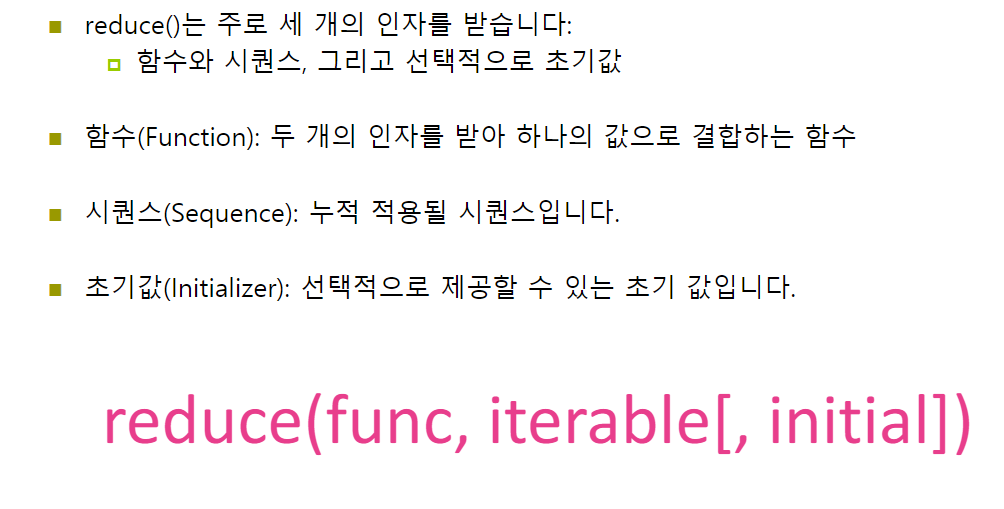 reduce()는 주로 세 개의 인자를 받습니다:
함수와 시퀀스, 그리고 선택적으로 초기값
함수(Function): 두 개의 인자를 받아 하나의 값으로 결합하는 함수
시퀀스(Sequence): 누적 적용될 시퀀스입니다.
초기값(Initializer): 선택적으로 제공할 수 있는 초기 값입니다.
reduce(func, iterable[, initial])